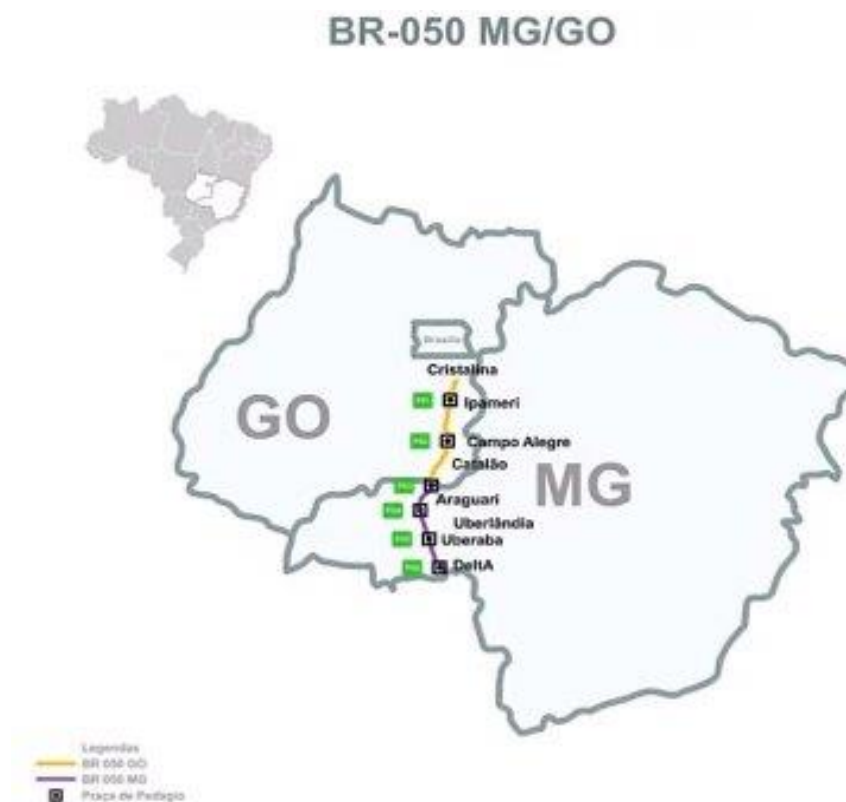 BR-050 MG/GO
Brasília
Cristalina
GO
Ipameri
Campo Alegre
Catalão
MG
Araguari
Uberlândia
Uberaba
DeltA
Legendas
BR 050 GO
BR 050 MG
Praça de Pedagio